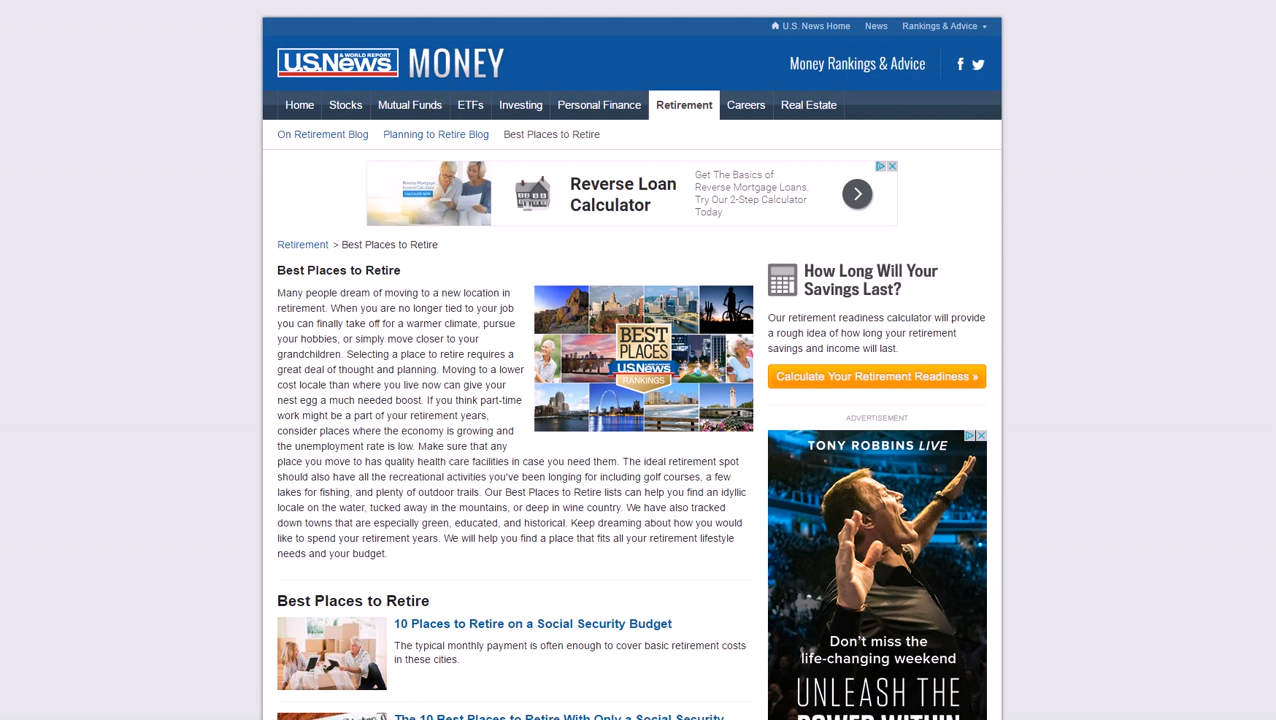 U.S. News Home News Rankings & Advice
U.S.News & WORLD REPORT MONEY
Money Rankings & Advice
Home Stocks Mutual Funds ETFs Investing Personal Finance Retirement Careers Real Estate
On Retirement Blog Planning to Retire Blog Best Places to Retire
Reverse Loan
Calculator
Get The Basics of
Reverse Mortgage Loans.
Try Our 2-Step Calculator
Today
Retirement > Best Places to Retire
Best Places to Retire
Many people dream of moving to a new location in
retirement. When you are no longer tied to your job
you can finally take off for a warmer climate, pursue
your hobbies, or simply move closer to your
grandchildren. Selecting a place to retire requires a
great deal of thought and planning. Moving to a lower
cost locale than where you live now can give your
nest egg a much needed boost. If you think part-time
work might be a part of your retirement years,
consider places where the economy is growing and
the unemployment rate is low. Make sure that any
place you move to has quality health care facilities in case you need them. The ideal retirement spot
should also have all the recreational activities you've been longing for including golf courses, a few
lakes for fishing, and plenty of outdoor trails. Our Best Places to Retire lists can help you find an idyllic
locale on the water, tucked away in the mountains, or deep in wine country. We have also tracked
down towns that are especially green, educated, and historical. Keep dreaming about how you would
like to spend your retirement years. We will help you find a place that fits all your retirement lifestyle
needs and your budget.
BEST
PLACES
U.S.News
RANKINGS
Best Places to Retire
10 Places to Retire on a Social Security Budget
The typical monthly payment is often enough to cover basic retirement costs
in these cities.
The 10 Best Places to Retire With Only a Social Security
How Long Will Your
Savings Last?
Our retirement readiness calculator will provide
a rough idea of how long your retirement
savings and income will last.
Calculate Your Retirement Readiness »
ADVERTISEMENT
TONY ROBBINS LIVE
Don't miss the
life-changing weekend
UNLEASH THE
POWER WITHIN